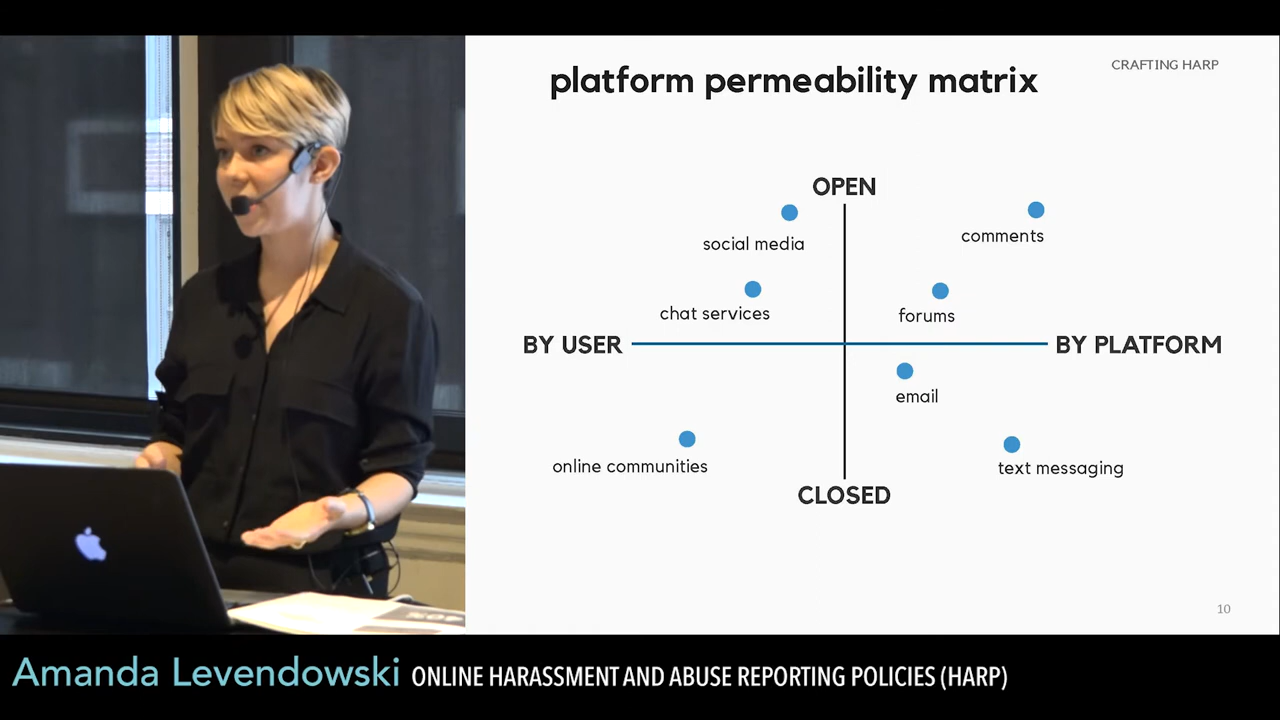 platform permeability matrix
CRAFTING HARP
OPEN
social media
comments
chat services
forums
BY USER
BY PLATFORM
email
online communities
text messaging
CLOSED
10
Amanda Levendowski ONLINE HARASSMENT AND ABUSE REPORTING POLICIES (HARP)